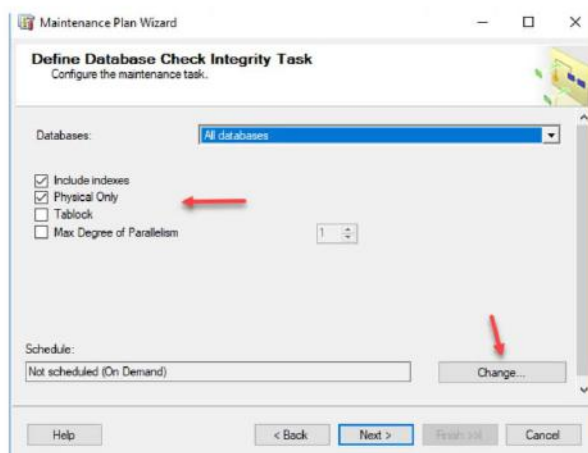 Maintenance Plan Wizard
Define Database Check Integrity Task
Configure the maintenance task.
Databases: All databases
Include indexes
Physical Only
Tablock
Max Degree of Parallelism 1
Schedule:
Not scheduled (On Demand) Change...
Help < Back Next > Finish >>| Cancel